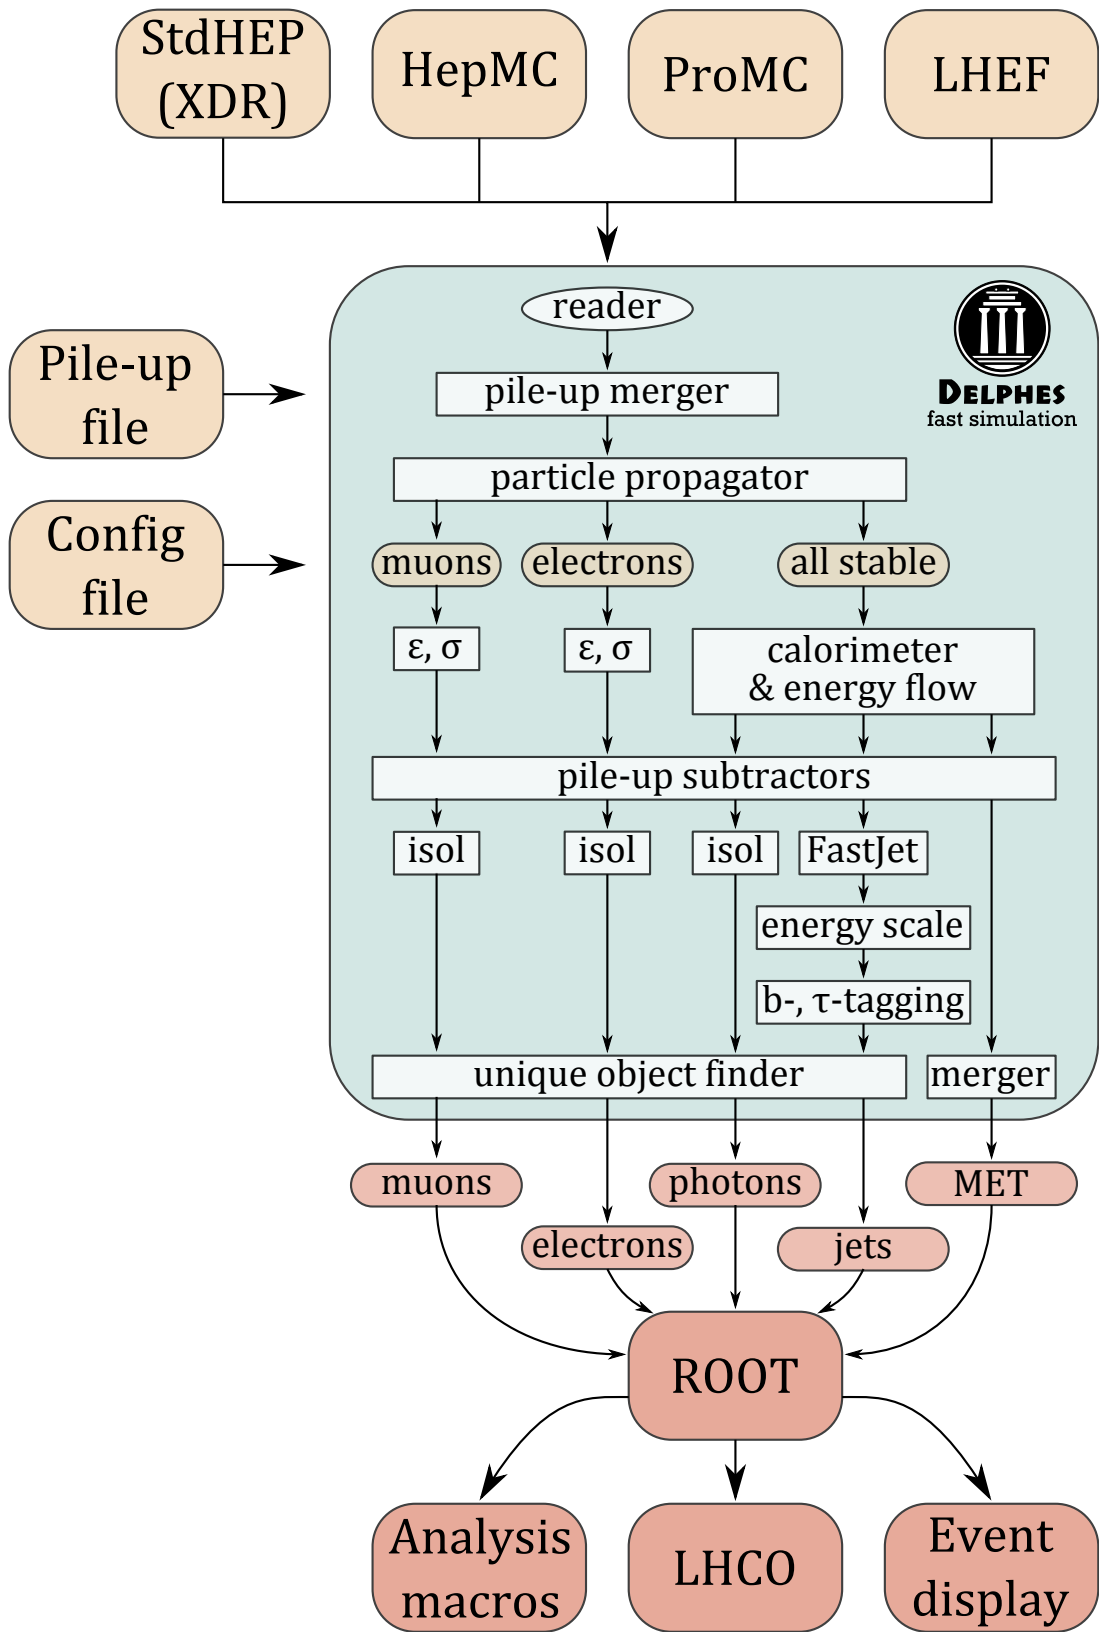 StdHEP
(XDR)
HepMC
ProMC
LHEF
reader
DELPHES
fast simulation
Pile-up
file
pile-up merger
particle propagator
Config
file
muons
electrons
all stable
ε, σ
ε, σ
calorimeter
& energy flow
pile-up subtractors
isol
isol
isol
FastJet
energy scale
b-, τ-tagging
unique object finder
merger
muons
photons
MET
electrons
jets
ROOT
Analysis
macros
LHCO
Event
display